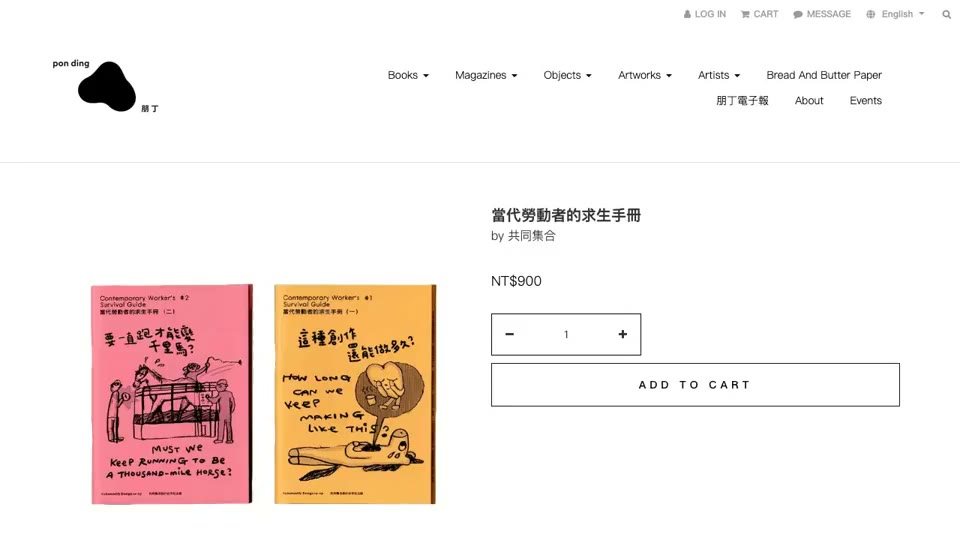 LOG IN
CART
MESSAGE
English
pon ding
朋丁
Books
Magazines
Objects
Artworks
Artists
Bread And Butter Paper
朋丁電子報
About
Events
當代勞動者的求生手冊
by 共同集合
NT$900
1
ADD TO CART
Contemporary Worker's #2
Survival Guide
當代勞動者的求生手冊 (二)
要一直跑才能變
千里馬?
MUST WE
KEEP RUNNING TO BE
A THOUSAND-MILE HORSE?
Contemporary Worker's #1
Survival Guide
當代勞動者的求生手冊 (一)
這種創作
還能做多久?
HOW LONG
CAN WE
KEEP
MAKING
LIKE THIS?